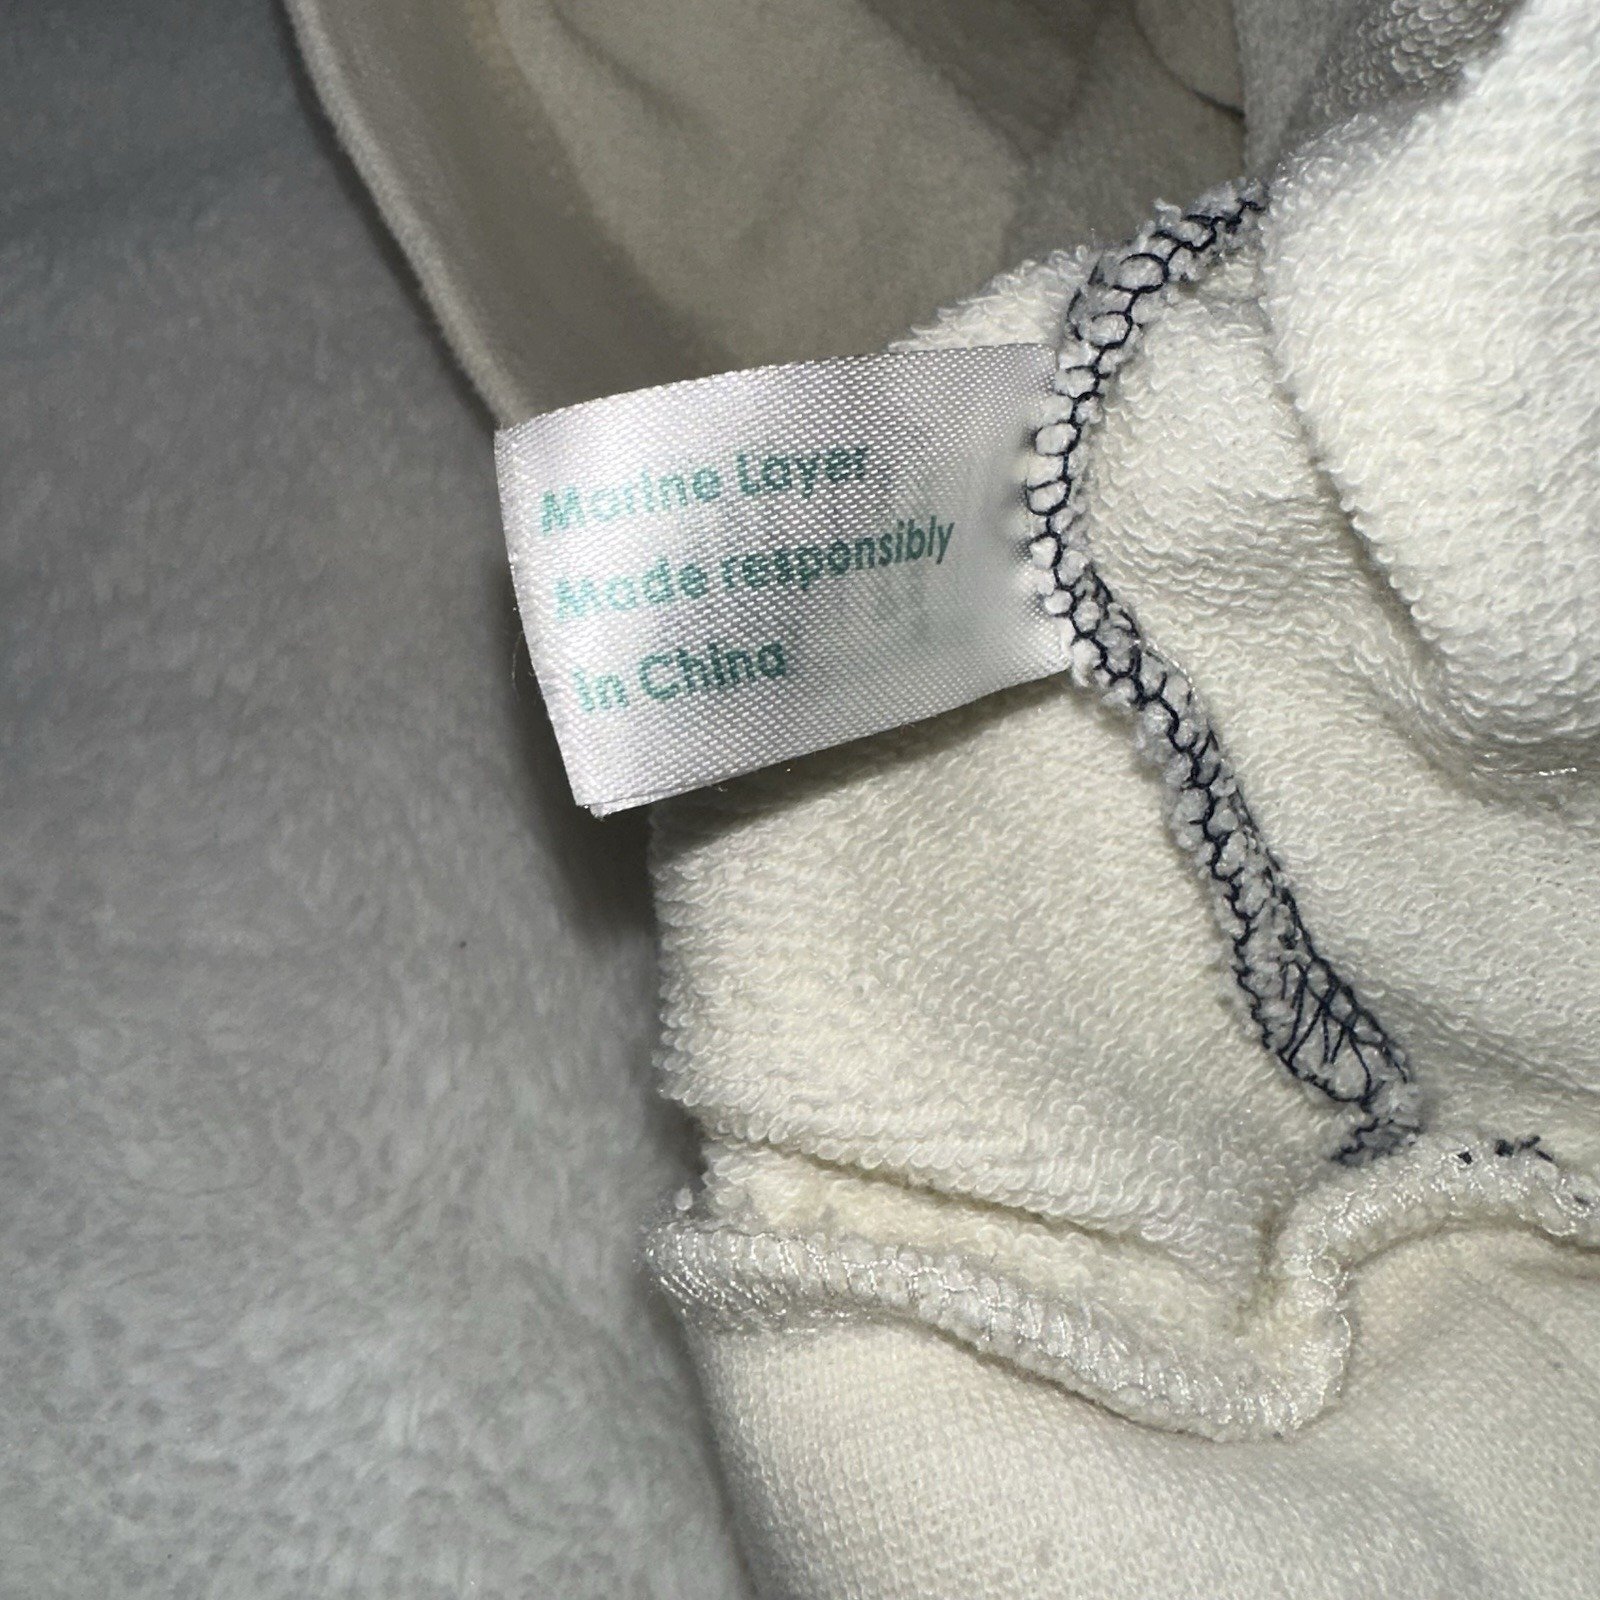 Marine Layer
Made responsibly
in China